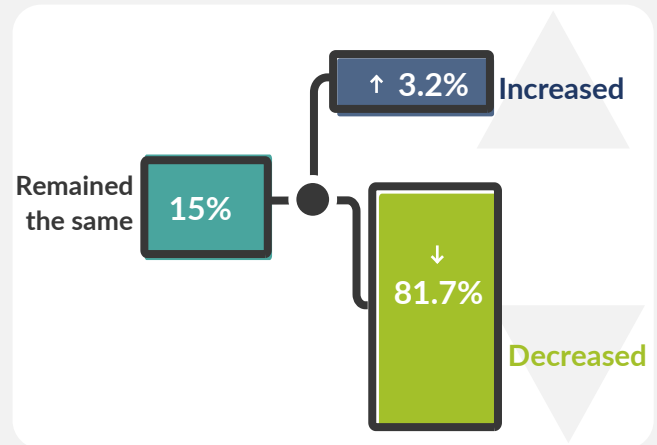 ↑ 3.2%
Increased
Remained
the same
15%
↓
81.7%
Decreased